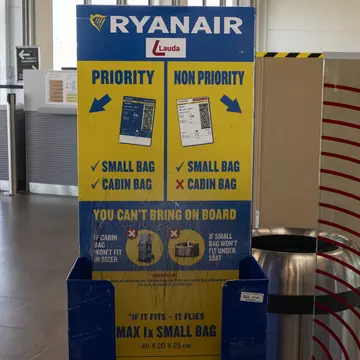 RYANAIR
Lauda
PRIORITY
NON PRIORITY
✓ SMALL BAG
✓ CABIN BAG
✓ SMALL BAG
✗ CABIN BAG
YOU CAN'T BRING ON BOARD
IF CABIN
BAG
WON'T
FIT
IN SIZER
IF SMALL
BAG WON'T
FIT UNDER
SEAT
*IF IT FITS – IT FLIES
MAX 1x SMALL BAG
40 X 20 X 25 cm